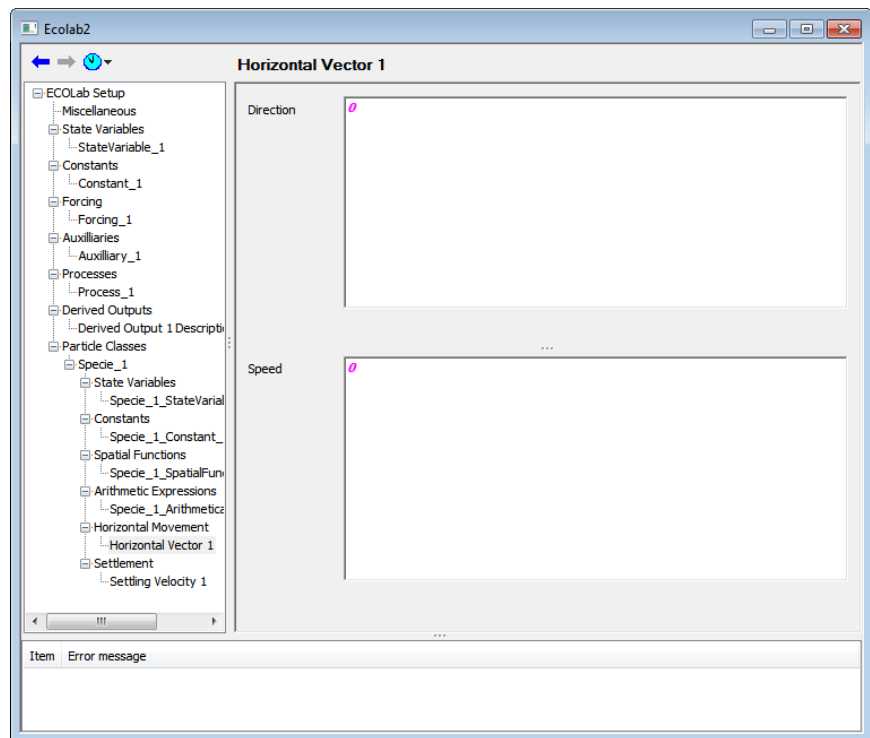 Ecolab2
Horizontal Vector 1
ECOLab Setup
Miscellaneous
State Variables
StateVariable_1
Constants
Constant_1
Forcing
Forcing_1
Auxilliaries
Auxilliary_1
Processes
Process_1
Derived Outputs
Derived Output 1 Descripti
Particle Classes
Specie_1
State Variables
Specie_1_StateVarial
Constants
Specie_1_Constant_
Spatial Functions
Specie_1_SpatialFun
Arithmetic Expressions
Specie_1_Arithmetica
Horizontal Movement
Horizontal Vector 1
Settlement
Settling Velocity 1
Direction
0
Speed
0
Item Error message